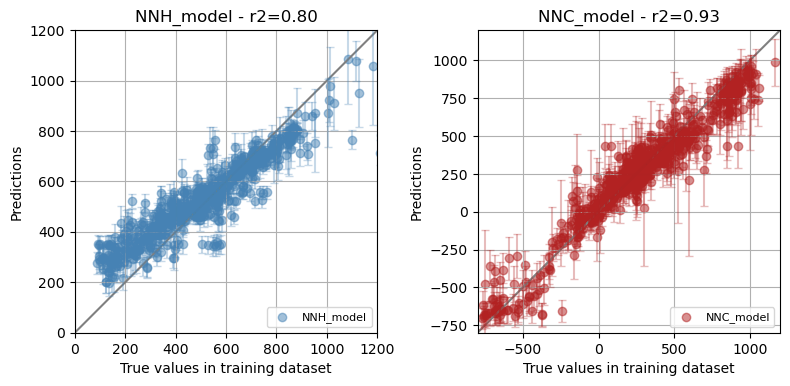 NNH_model - r2=0.80
1200
1000
800
600
400
200
0
Predictions
0 200 400 600 800 1000 1200
True values in training dataset
NNH_model
NNC_model - r2=0.93
1000
750
500
250
0
−250
−500
−750
Predictions
−500 0 500 1000
True values in training dataset
NNC_model